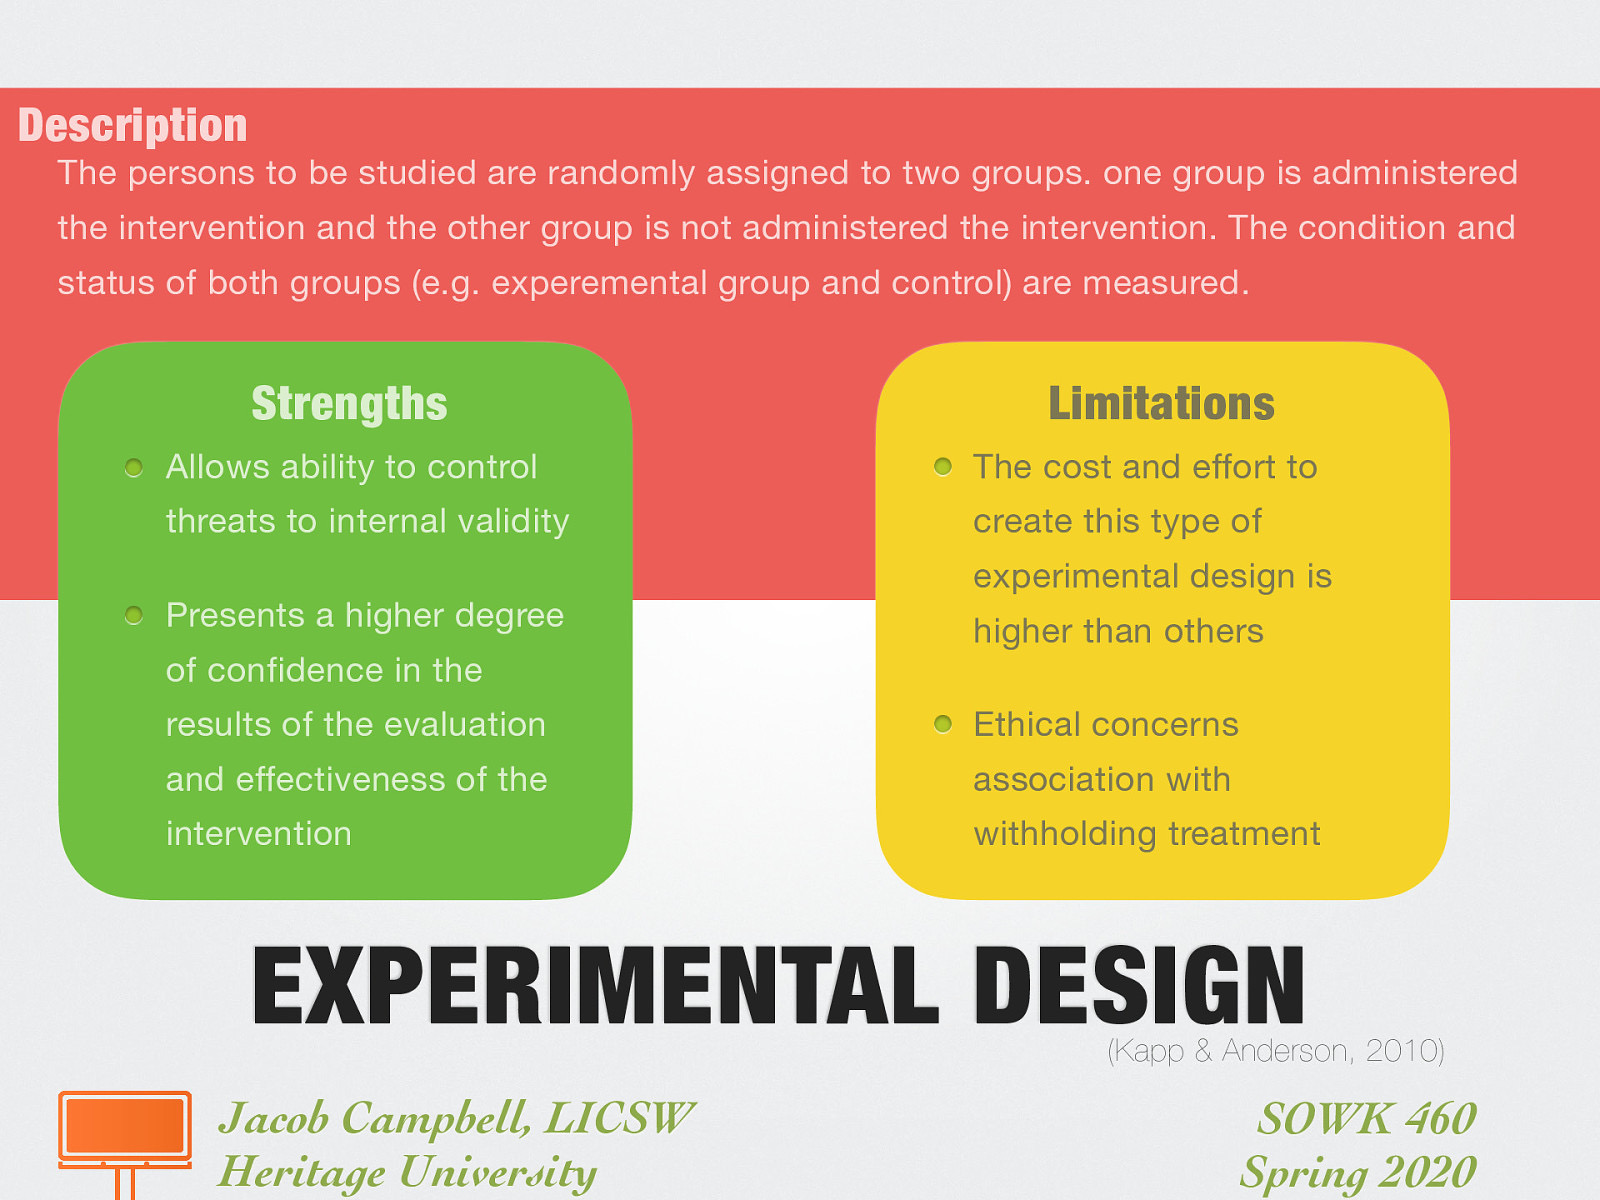 Description
The persons to be studied are randomly assigned to two groups. one group is administered
the intervention and the other group is not administered the intervention. The condition and
status of both groups (e.g. experemental group and control) are measured.
Strengths
Allows ability to control
threats to internal validity
Presents a higher degree
of confidence in the
results of the evaluation
and effectiveness of the
intervention
Limitations
The cost and effort to
create this type of
experimental design is
higher than others
Ethical concerns
association with
withholding treatment
EXPERIMENTAL DESIGN
(Kapp & Anderson, 2010)
Jacob Campbell, LICSW
Heritage University
SOWK 460
Spring 2020